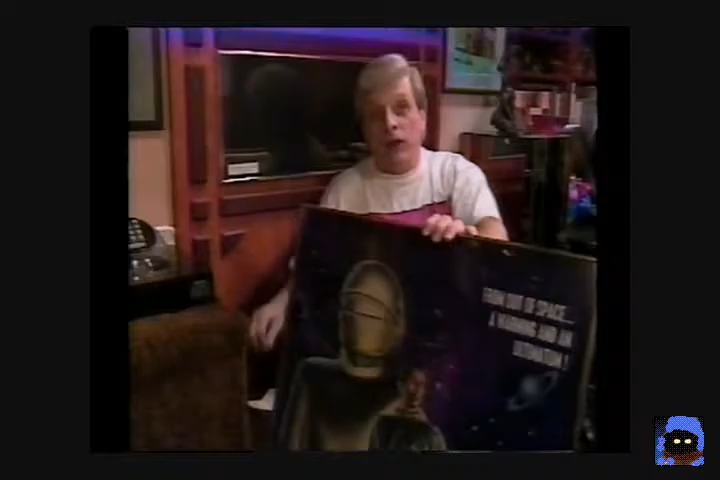 FROM OUT OF SPACE....
A WARNING AND AN
ULTIMATUM!